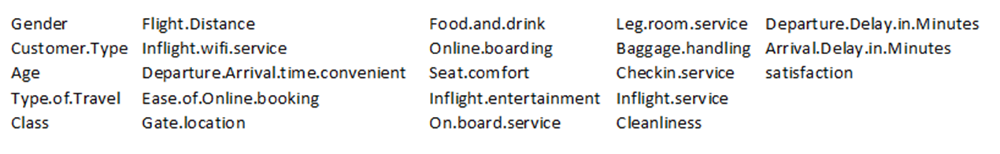 Gender Flight.Distance Food.and.drink Leg.room.service Departure.Delay.in.Minutes
Customer.Type Inflight.wifi.service Online.boarding Baggage.handling Arrival.Delay.in.Minutes
Age Departure.Arrival.time.convenient Seat.comfort Checkin.service satisfaction
Type.of.Travel Ease.of.Online.booking Inflight.entertainment Inflight.service
Class Gate.location On.board.service Cleanliness